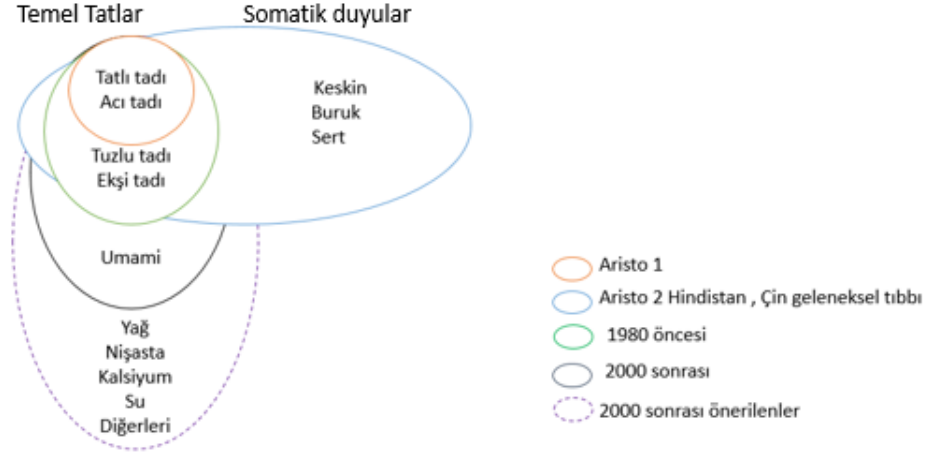 Temel Tatlar
Somatik duyular
Tatlı tadı
Acı tadı
Keskin
Buruk
Sert
Tuzlu tadı
Ekşi tadı
Umami
Yağ
Nişasta
Kalsiyum
Su
Diğerleri
Aristo 1
Aristo 2 Hindistan , Çin geleneksel tıbbı
1980 öncesi
2000 sonrası
2000 sonrası önerilenler